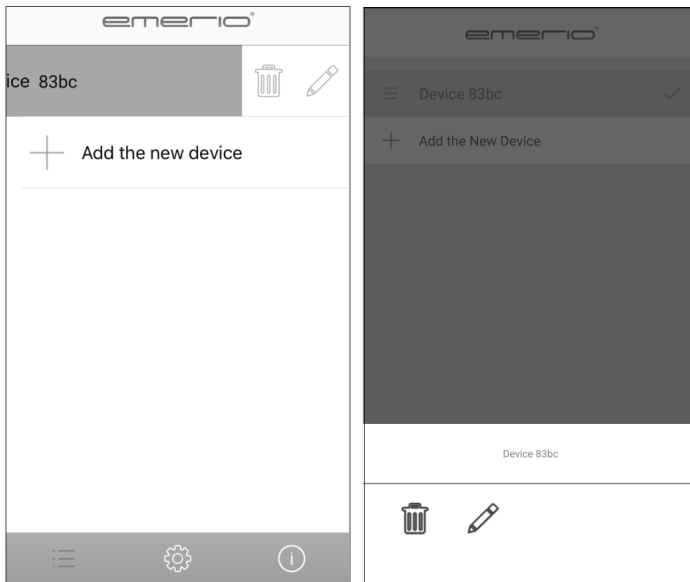 emerio®
ice 83bc
Add the new device
emerio®
Device 83bc
Add the New Device
Device 83bc